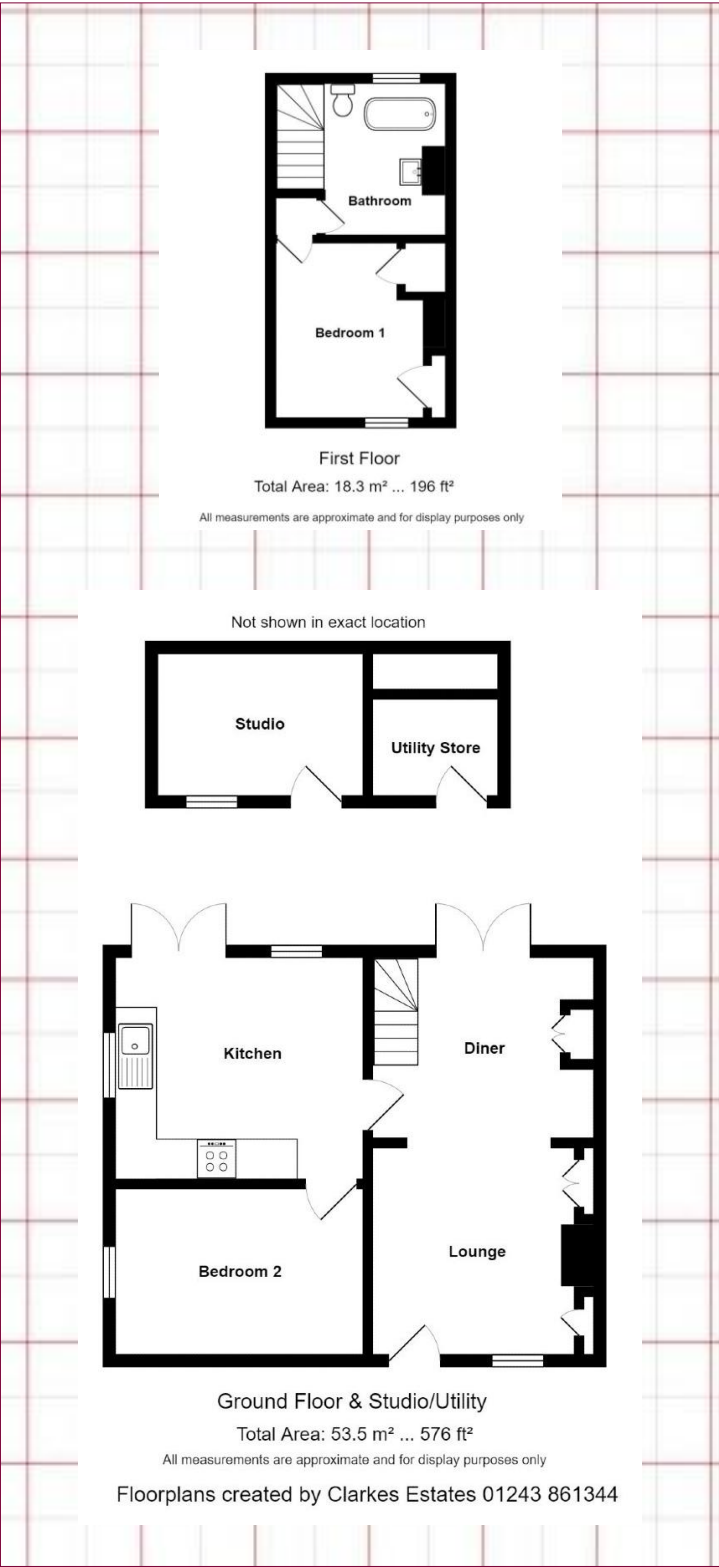 Bathroom
Bedroom 1
First Floor
Total Area: 18.3 m² ... 196 ft²
All measurements are approximate and for display purposes only
Not shown in exact location
Studio
Utility Store
Kitchen
Diner
Lounge
Bedroom 2
Ground Floor & Studio/Utility
Total Area: 53.5 m² ... 576 ft²
All measurements are approximate and for display purposes only
Floorplans created by Clarkes Estates 01243 861344